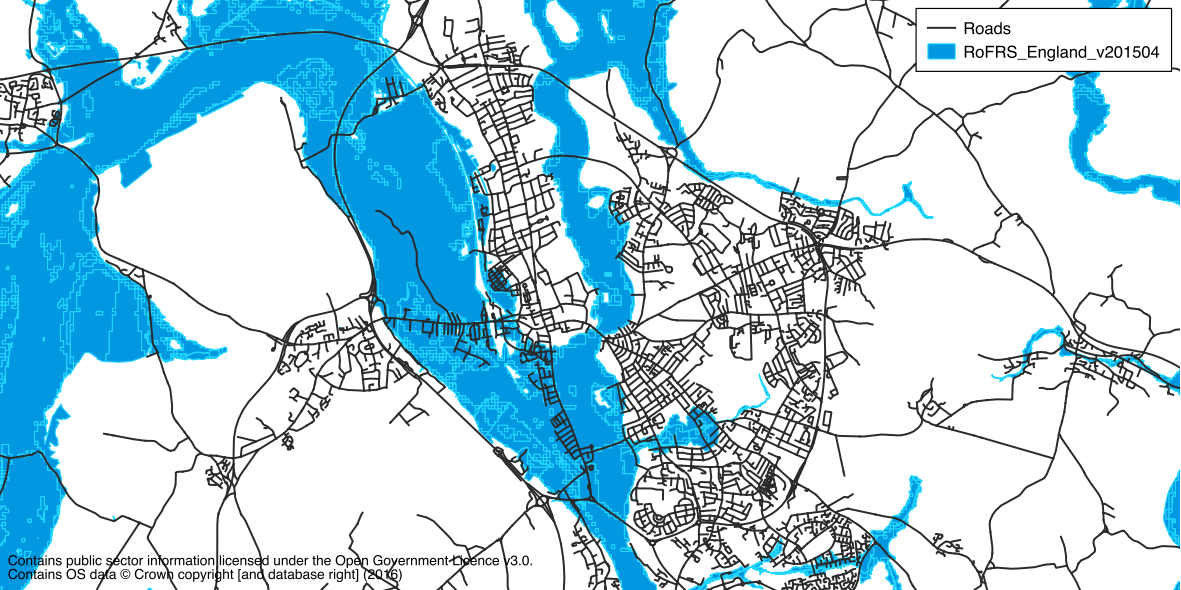 Roads
RoFRS_England_v201504
Contains public sector information licensed under the Open Government Licence v3.0.
Contains OS data © Crown copyright [and database right] (2016)